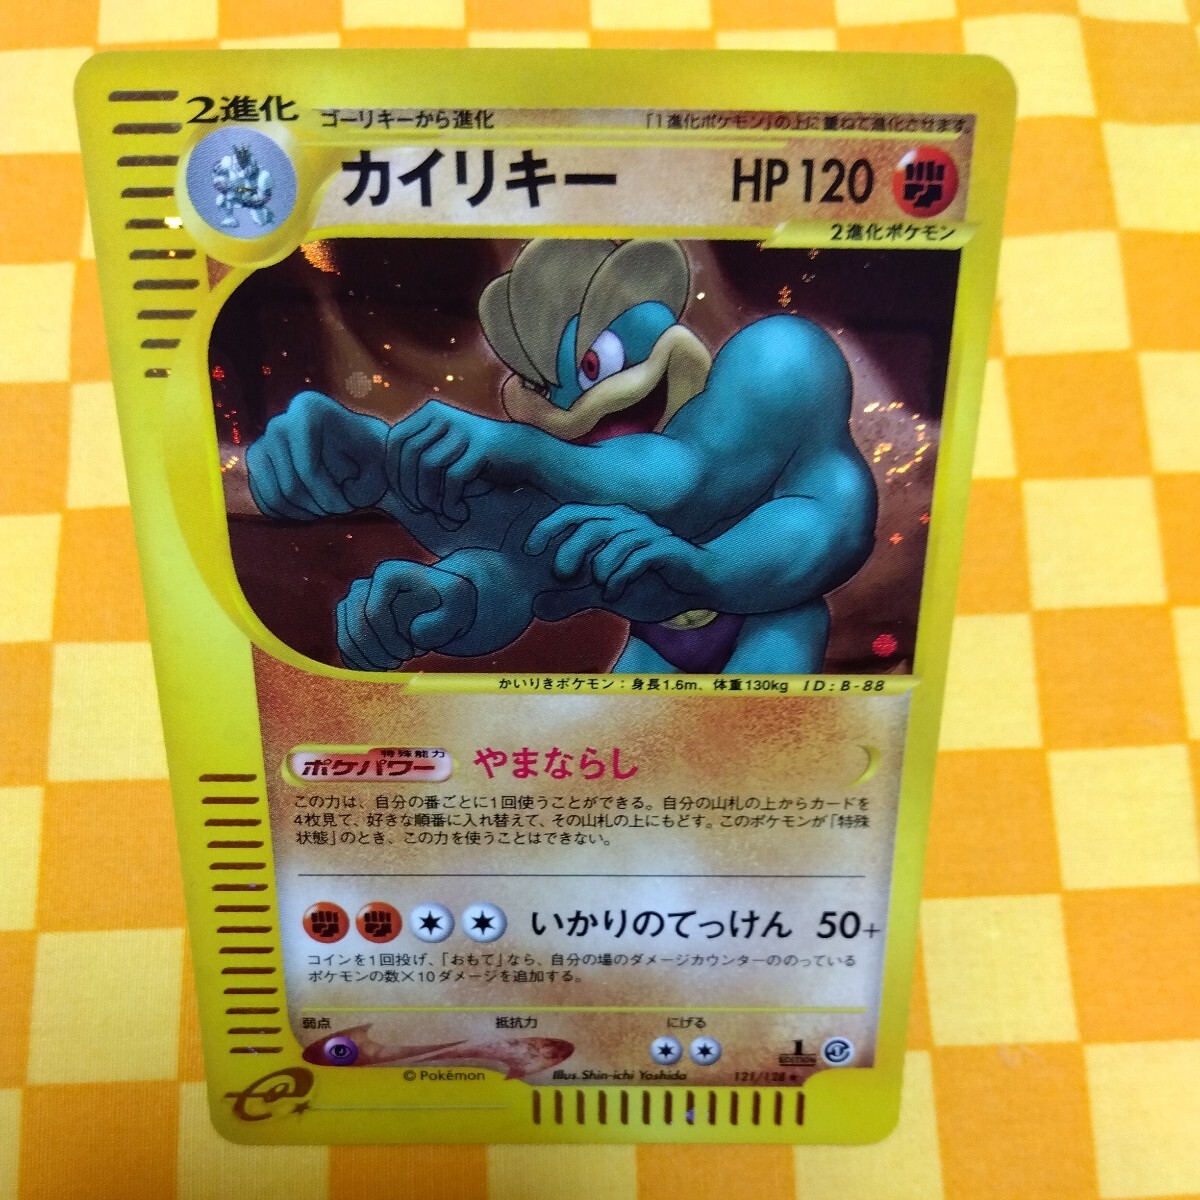 2進化 ゴーリキーから進化 「1進化ポケモン」の上に重ねて進化させます。
カイリキー HP120
2進化ポケモン
かいりきポケモン：身長1.6m、体重130kg ID：B-88
特殊能力
ポケパワー やまならし
この力は、自分の番ごとに1回使うことができる。自分の山札の上からカードを
4枚見て、好きな順番に入れ替えて、その山札の上にもどす。このポケモンが「特殊
状態」のとき、この力を使うことはできない。
いかりのてっけん 50+
コインを1回投げ、「おもて」なら、自分の場のダメージカウンターののっている
ポケモンの数×10ダメージを追加する。
弱点 抵抗力 にげる
1 EDITION
©Pokémon Illus. Shin-ichi Yoshida 121/128★
e